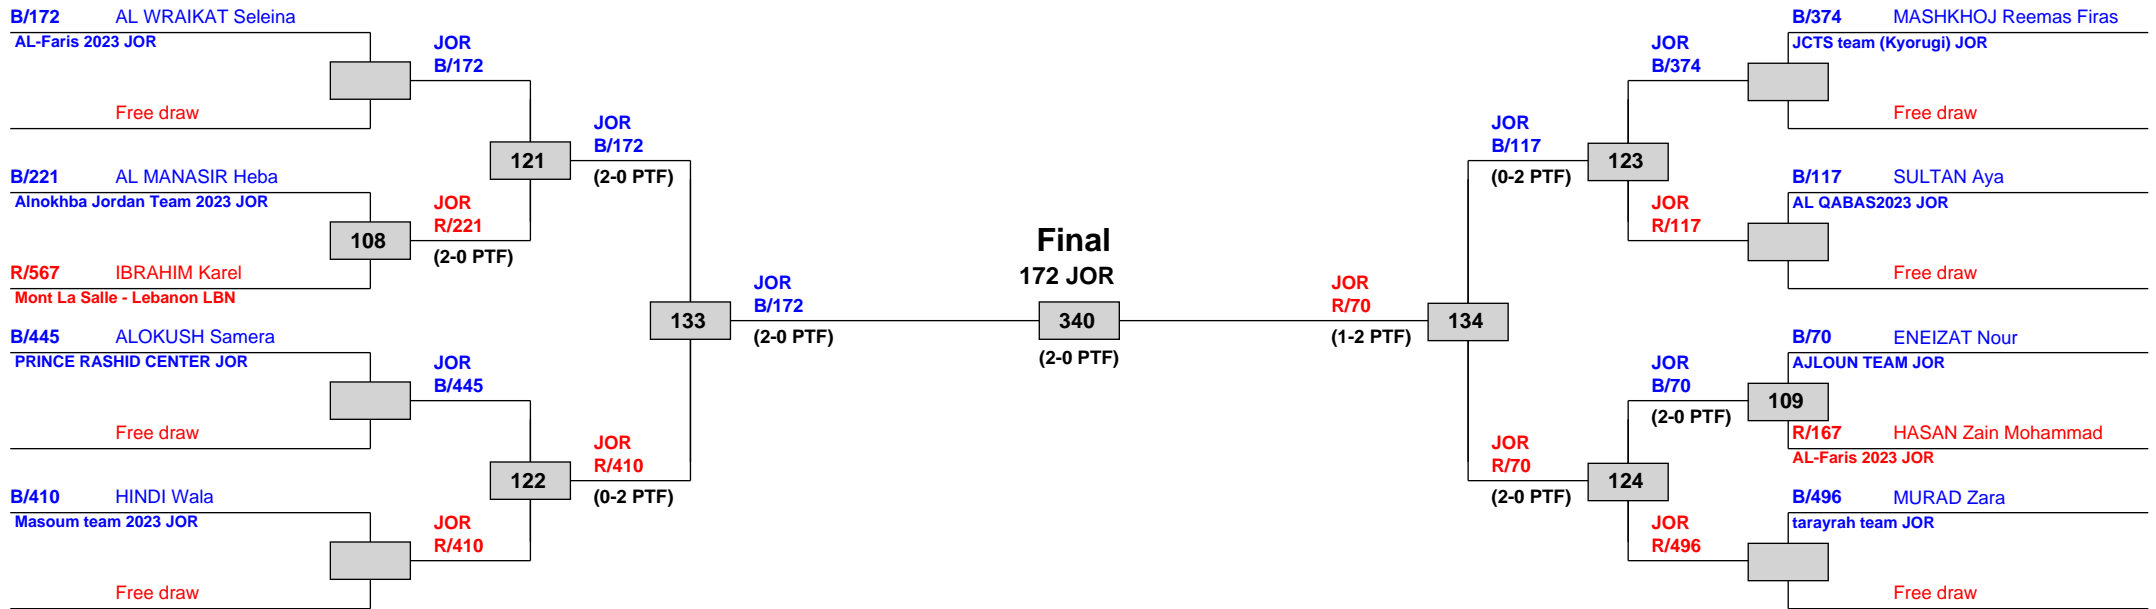 B/172 AL WRAIKAT Seleina
AL-Faris 2023 JOR
Free draw
JOR
B/172
B/221 AL MANASIR Heba
Alnokhba Jordan Team 2023 JOR
108
R/567 IBRAHIM Karel
Mont La Salle - Lebanon LBN
JOR
R/221
(2-0 PTF)
121
JOR
B/172
(2-0 PTF)
B/445 ALOKUSH Samera
PRINCE RASHID CENTER JOR
Free draw
JOR
B/445
B/410 HINDI Wala
Masoum team 2023 JOR
Free draw
JOR
R/410
122
JOR
R/410
(0-2 PTF)
133
JOR
B/172
(2-0 PTF)
Final
172 JOR
340
(2-0 PTF)
JOR
R/70
(1-2 PTF)
134
JOR
B/117
(0-2 PTF)
123
JOR
B/374
B/374 MASHKHOJ Reemas Firas
JCTS team (Kyorugi) JOR
Free draw
JOR
R/117
B/117 SULTAN Aya
AL QABAS2023 JOR
Free draw
JOR
R/70
(2-0 PTF)
124
JOR
B/70
(2-0 PTF)
109
B/70 ENEIZAT Nour
AJLOUN TEAM JOR
R/167 HASAN Zain Mohammad
AL-Faris 2023 JOR
JOR
R/496
B/496 MURAD Zara
tarayrah team JOR
Free draw